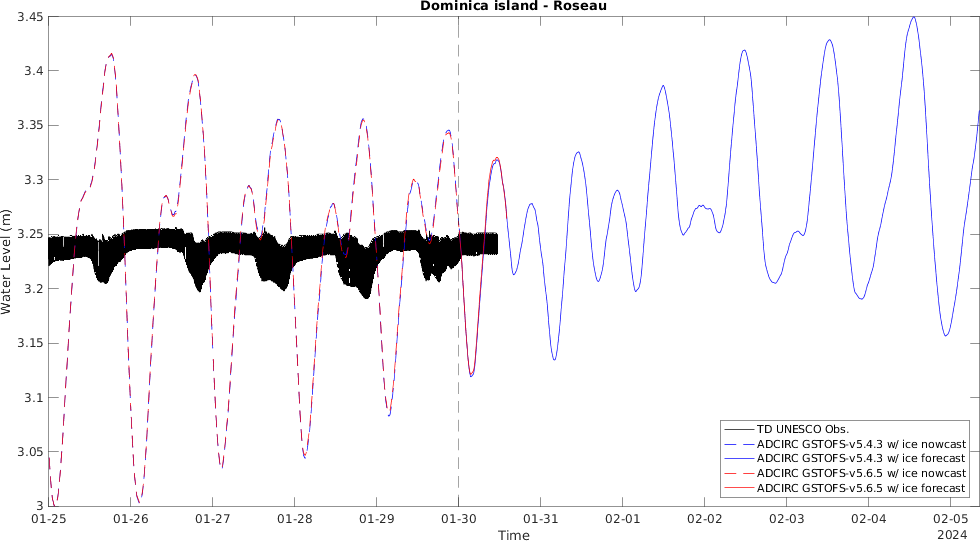 Dominica island - Roseau
3.45
3.4
3.35
3.3
3.25
3.2
3.15
3.1
3.05
3
Water Level (m)
TD UNESCO Obs.
ADCIRC GSTOFS-v5.4.3 w/ ice nowcast
ADCIRC GSTOFS-v5.4.3 w/ ice forecast
ADCIRC GSTOFS-v5.6.5 w/ ice nowcast
ADCIRC GSTOFS-v5.6.5 w/ ice forecast
01-25 01-26 01-27 01-28 01-29 01-30 01-31 02-01 02-02 02-03 02-04 02-05
Time 2024